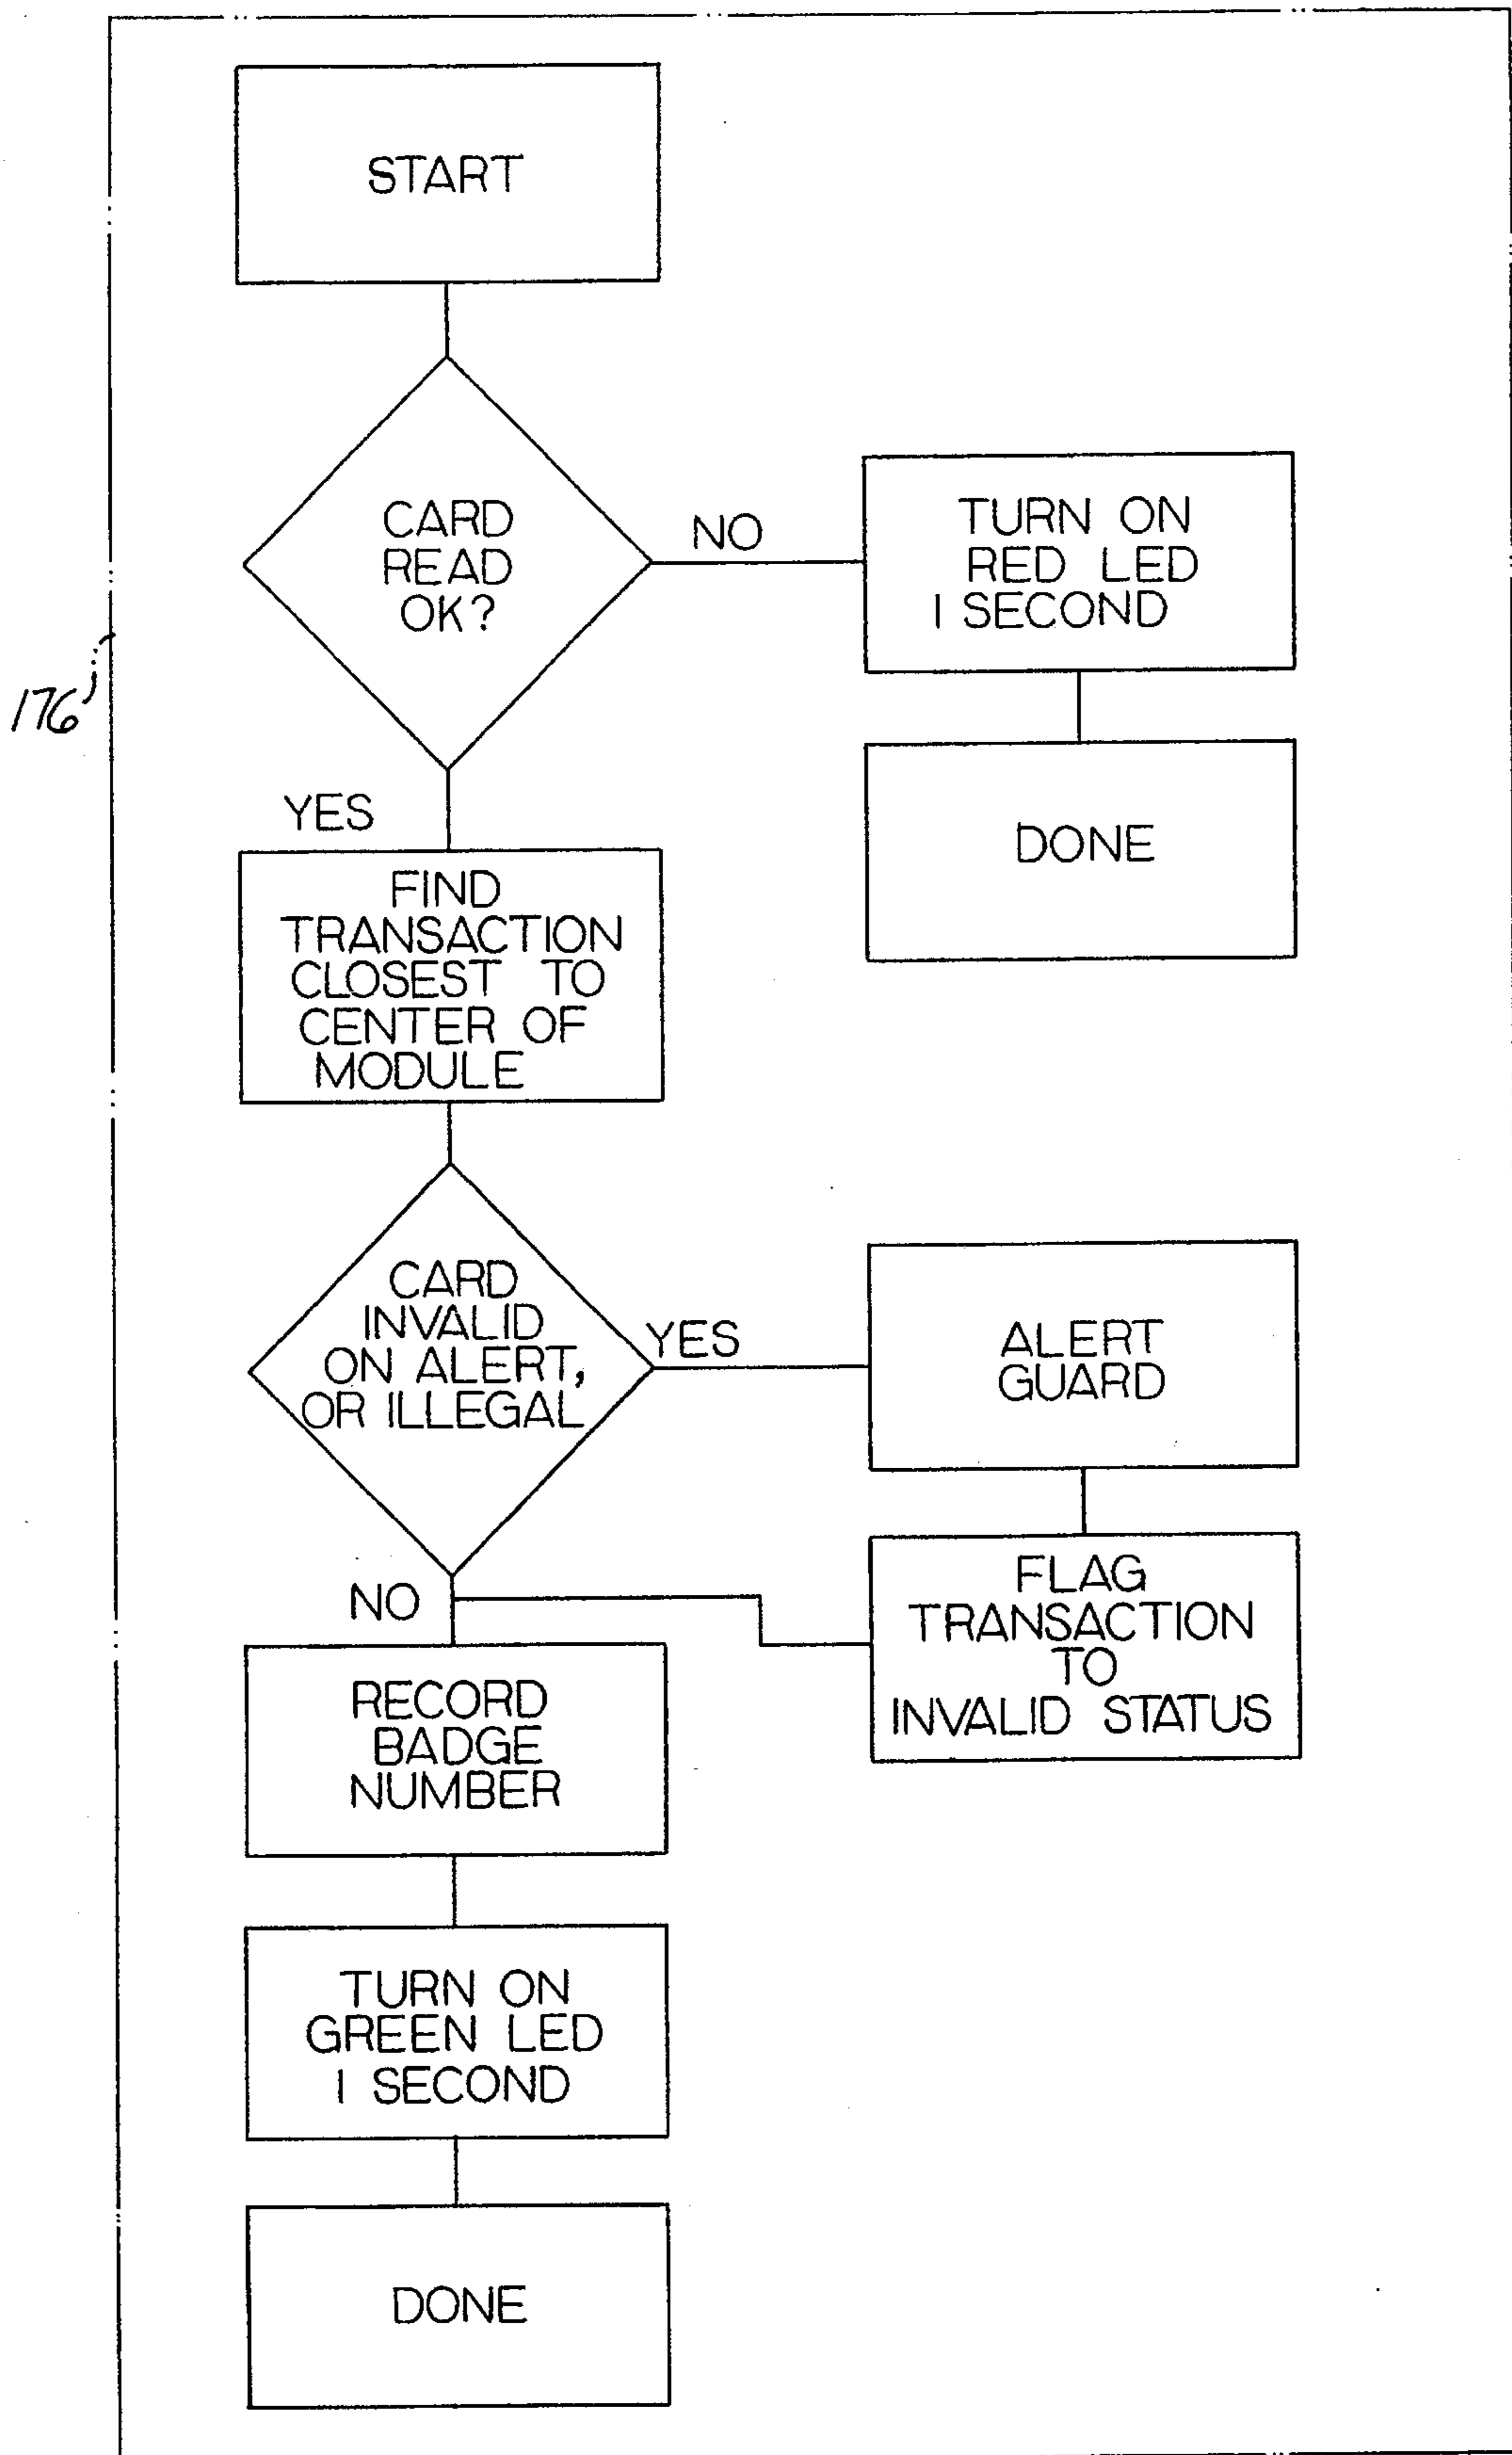 START
CARD
READ
OK?
NO
TURN ON
RED LED
1 SECOND
176
DONE
YES
FIND
TRANSACTION
CLOSEST TO
CENTER OF
MODULE
CARD
INVALID
ON ALERT,
OR ILLEGAL
YES
ALERT
GUARD
FLAG
TRANSACTION
TO
INVALID STATUS
NO
RECORD
BADGE
NUMBER
TURN ON
GREEN LED
1 SECOND
DONE